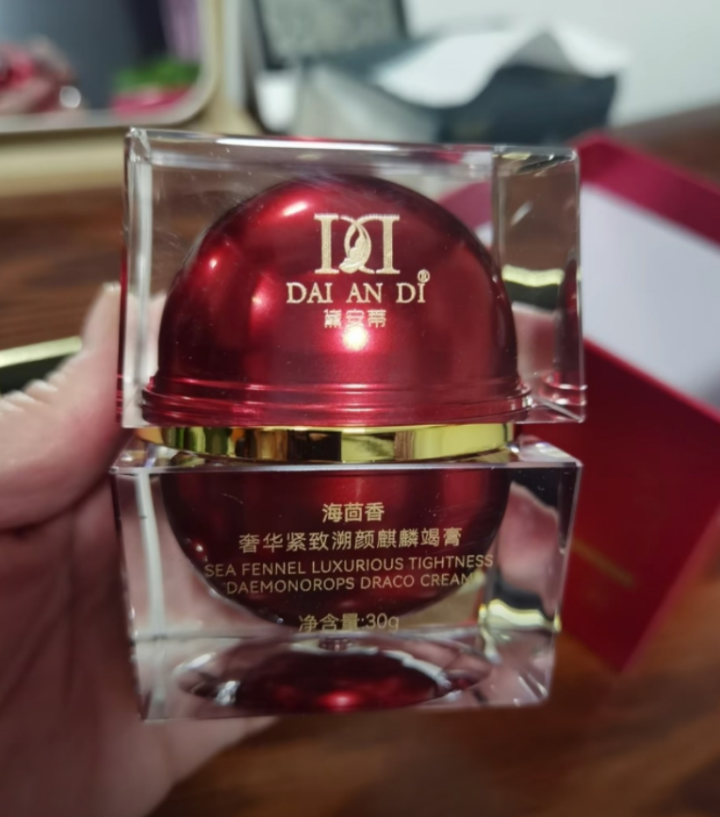 DAI AN DI®
黛安蒂
海茴香
奢华紧致溯颜麒麟竭膏
SEA FENNEL LUXURIOUS TIGHTNESS
DAEMONOROPS DRACO CREAM
净含量:30g